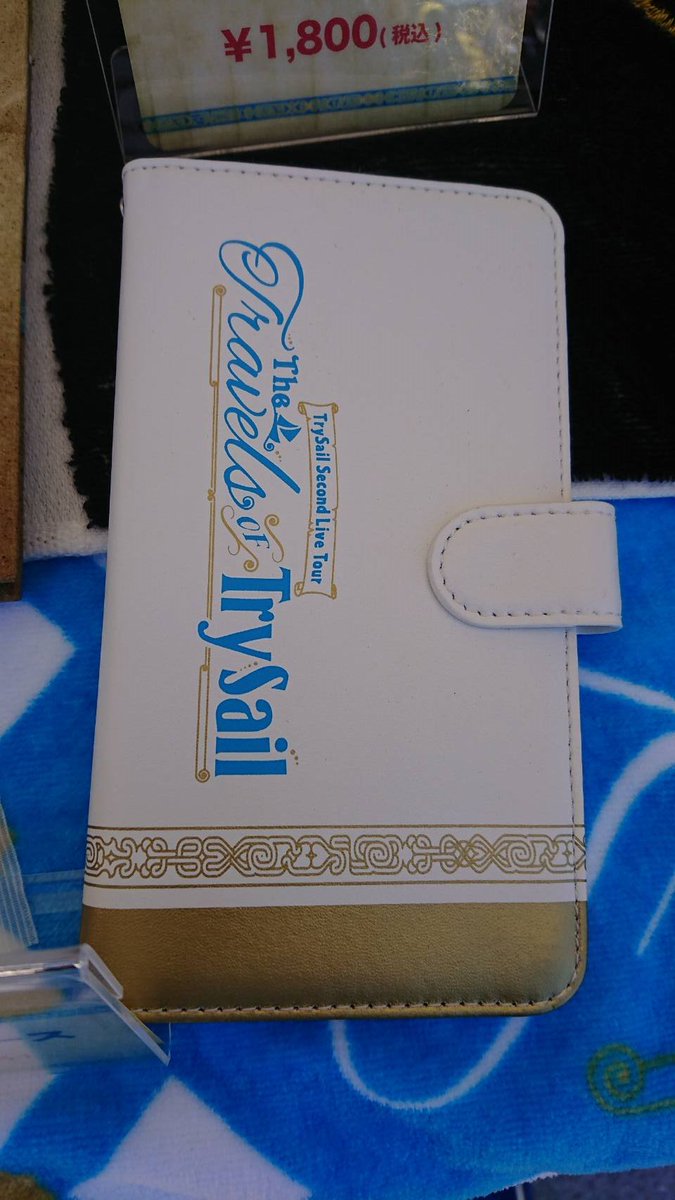 ￥1,800(税込)
TrySail Second Live Tour
The
Travels OF
TrySail